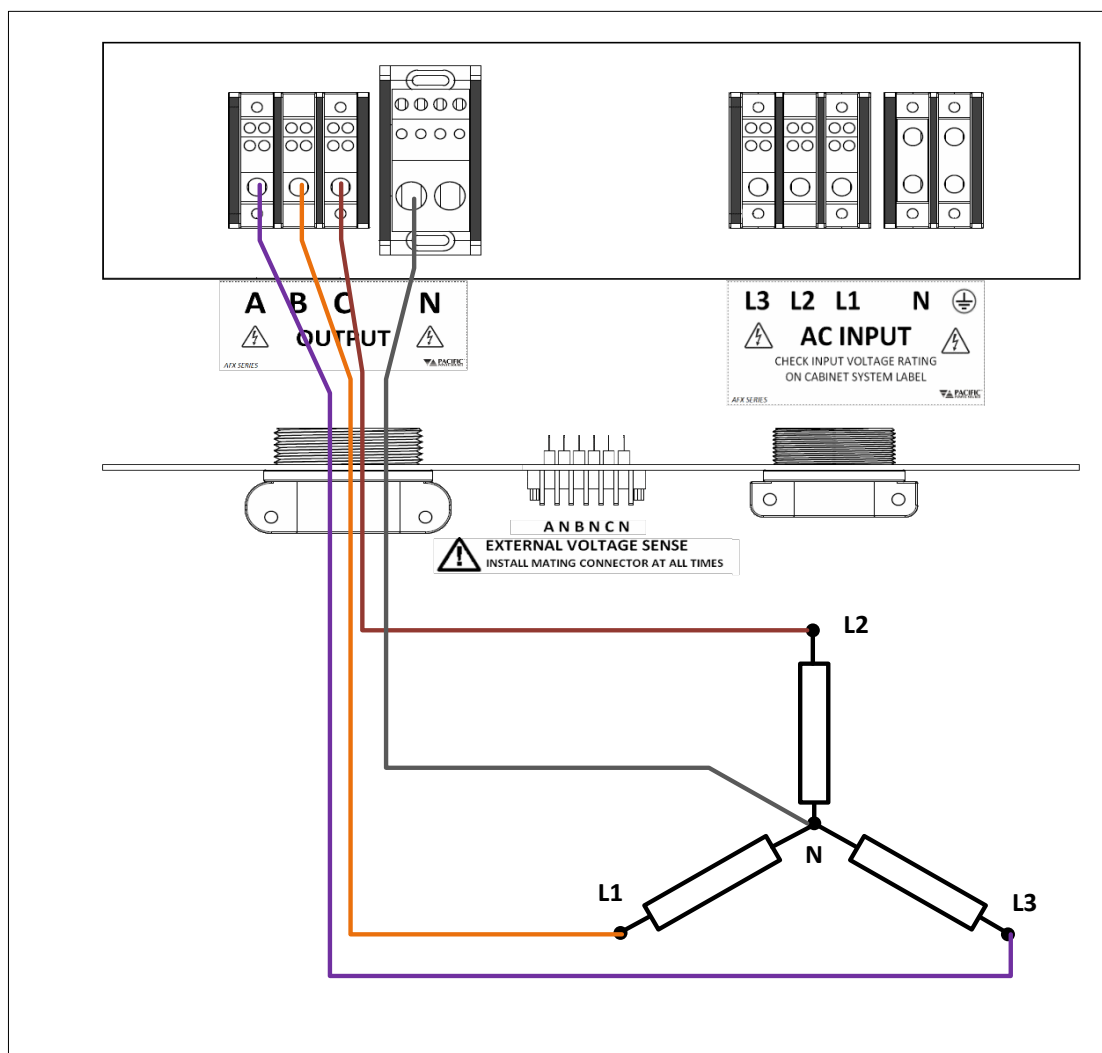 A B C N
OUTPUT
AFX SERIES
PACIFIC
L3 L2 L1 N
AC INPUT
CHECK INPUT VOLTAGE RATING
ON CABINET SYSTEM LABEL
AFX SERIES
PACIFIC
A N B N C N
EXTERNAL VOLTAGE SENSE
INSTALL MATING CONNECTOR AT ALL TIMES
L2
N
L1
L3